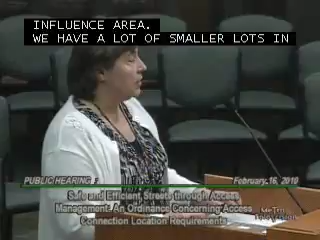 INFLUENCE AREA.
WE HAVE A LOT OF SMALLER LOTS IN
PUBLIC HEARING
February 16, 2010
Safe and Efficient Streets through Access
Management: An Ordinance Concerning Access
Connection Location Requirements